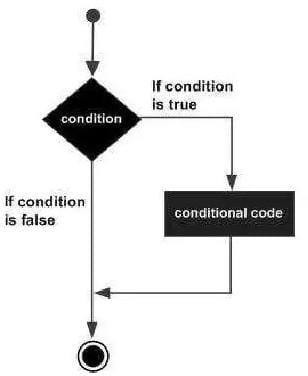 If condition
is true
condition
If condition
is false
conditional code